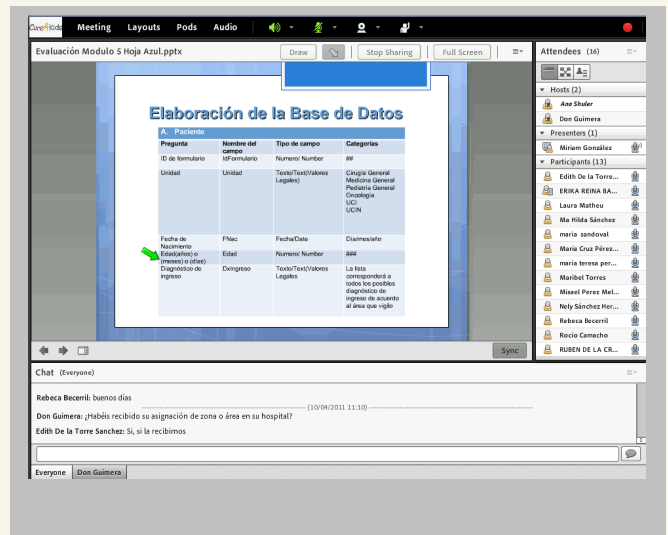 Cure4Kids Meeting Layouts Pods Audio
Evaluación Modulo 5 Hoja Azul.pptx Draw Stop Sharing Full Screen
Elaboración de la Base de Datos
A. Paciente
Pregunta Nombre del campo Tipo de campo Categorías
ID de formulario IdFormulario Numero/ Number ##
Unidad UNidad Texto/Text(Valores Legales) Cirugía General
Medicina General
Pediatría General
Oncología
UCI
UCIN
Fecha de Nacimiento FNac Fecha/Date Día/mes/año
Edad(años) o (meses) o (días) Edad Numero/ Number ###
Diagnóstico de ingreso DxIngreso Texto/Text(Valores Legales La lista
corresponderá a
todos los posibles
diagnóstico de
ingreso de acuerdo
al área que vigilo
Sync
Attendees (16)
Hosts (2)
Ana Shuler
Don Guimera
Presenters (1)
Miriam González
Participants (13)
Edith De la Torre...
ERIKA REINA BA...
Laura Matheu
Ma Hilda Sánchez
maria sandoval
Maria Cruz Pérez...
maria teresa per...
Maribel Torres
Misael Perez Mel...
Nely Sánchez Her...
Rebeca Becerril
Rocio Camacho
RUBEN DE LA CR...
Chat (Everyone)
Rebeca Becerril: buenos días
(10/04/2011 11:10)
Don Guimera: ¿Habéis recibido su asignación de zona o área en su hospital?
Edith De la Torre Sanchez: Si, si la recibimos
Everyone Don Guimera